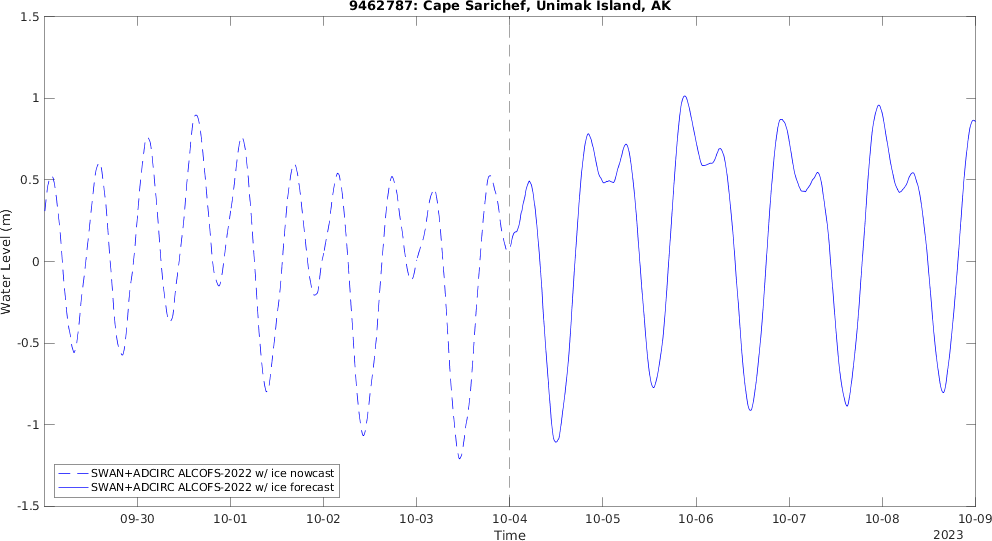 9462787: Cape Sarichef, Unimak Island, AK
1.5
1
0.5
0
-0.5
-1
-1.5
Water Level (m)
SWAN+ADCIRC ALCOFS-2022 w/ ice nowcast
SWAN+ADCIRC ALCOFS-2022 w/ ice forecast
09-30 10-01 10-02 10-03 10-04 10-05 10-06 10-07 10-08 10-09
Time
2023